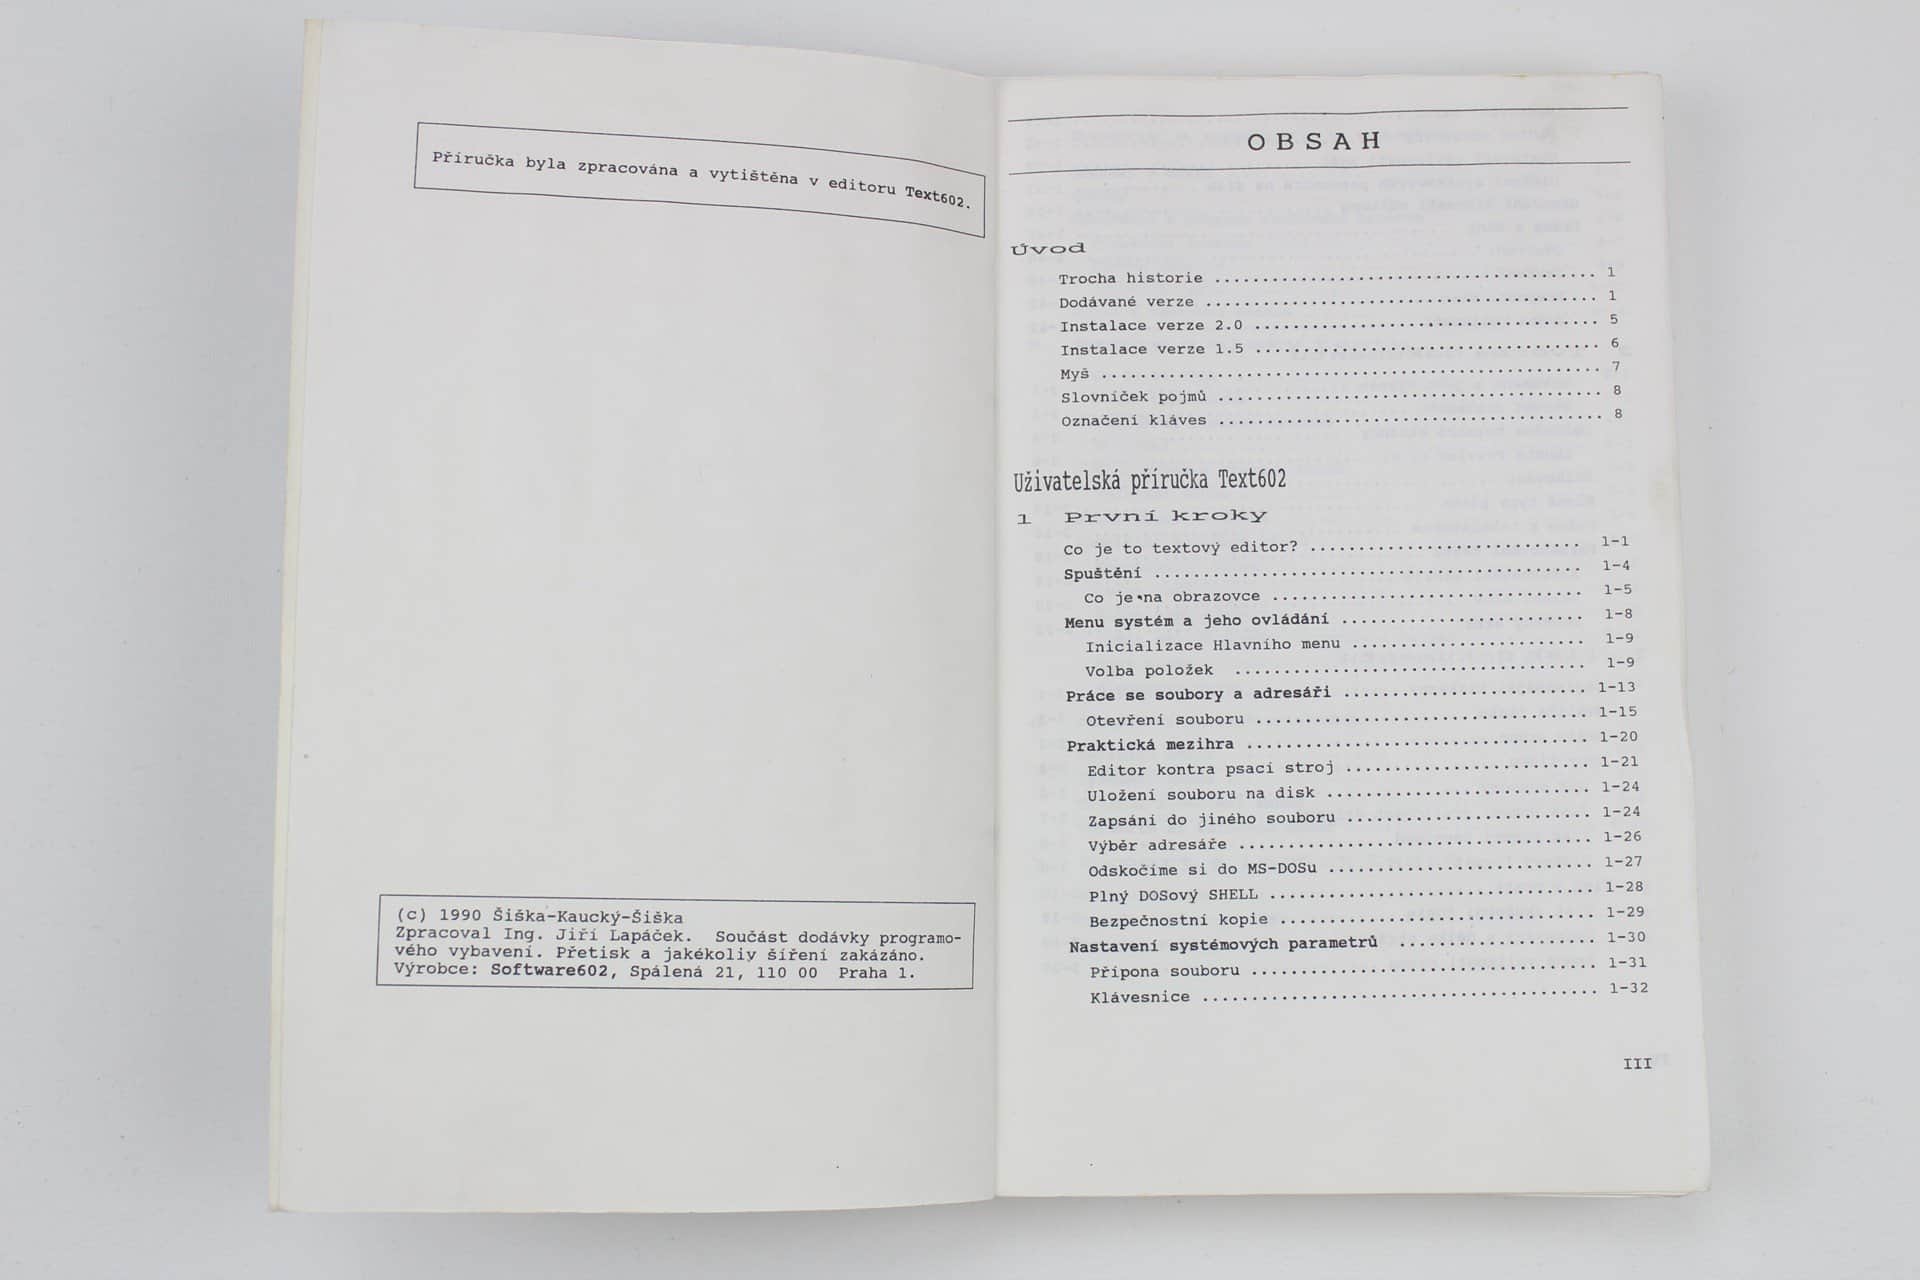 Příručka byla zpracována a vytištěna v editoru Text602.
(c) 1990 Šiška-Kaucký-Šiška
Zpracoval Ing. Jiří Lapáček. Součást dodávky programo-
vého vybavení. Přetisk a jakékoliv šíření zakázáno.
Výrobce: Software602, Spálená 21, 110 00 Praha 1.
OBSAH
Úvod
Trocha historie ....................................... 1
Dodávané verze ........................................ 1
Instalace verze 2.0 ................................... 5
Instalace verze 1.5 ................................... 6
Myš ................................................... 7
Slovníček pojmů ....................................... 8
Označení kláves ....................................... 8
Uživatelská příručka Text602
1 První kroky
Co je to textový editor? ............................ 1-1
Spuštění ............................................ 1-4
Co je na obrazovce ................................ 1-5
Menu systém a jeho ovládání ......................... 1-8
Inicializace Hlavního menu ........................ 1-9
Volba položek .................................... 1-9
Práce se soubory a adresáři ......................... 1-13
Otevření souboru .................................. 1-15
Praktická mezihra ................................... 1-20
Editor kontra psací stroj ......................... 1-21
Uložení souboru na disk ........................... 1-24
Zapsání do jiného souboru ......................... 1-24
Výběr adresáře .................................... 1-26
Odskočíme si do MS-DOSu ........................... 1-27
Plný DOSový SHELL ................................. 1-28
Bezpečnostní kopie ................................ 1-29
Nastavení systémových parametrů .................... 1-30
Přípona souboru ................................... 1-31
Klávesnice ........................................ 1-32
III